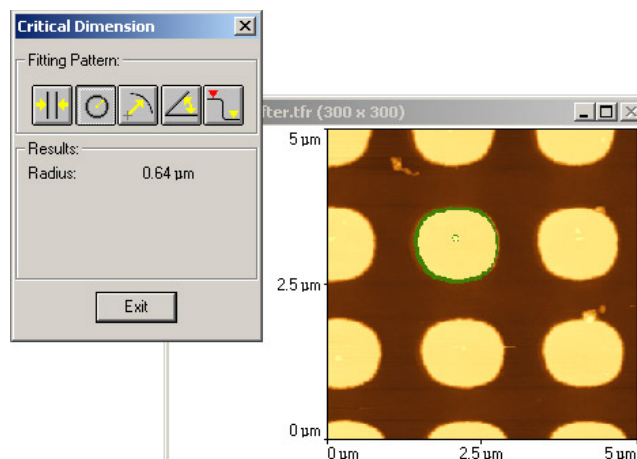 Critical Dimension
Fitting Pattern:
Results:
Radius: 0.64 µm
Exit
fter.tfr (300 x 300)
5 µm
2.5 µm
0 µm
0 µm 2.5 µm 5 µm